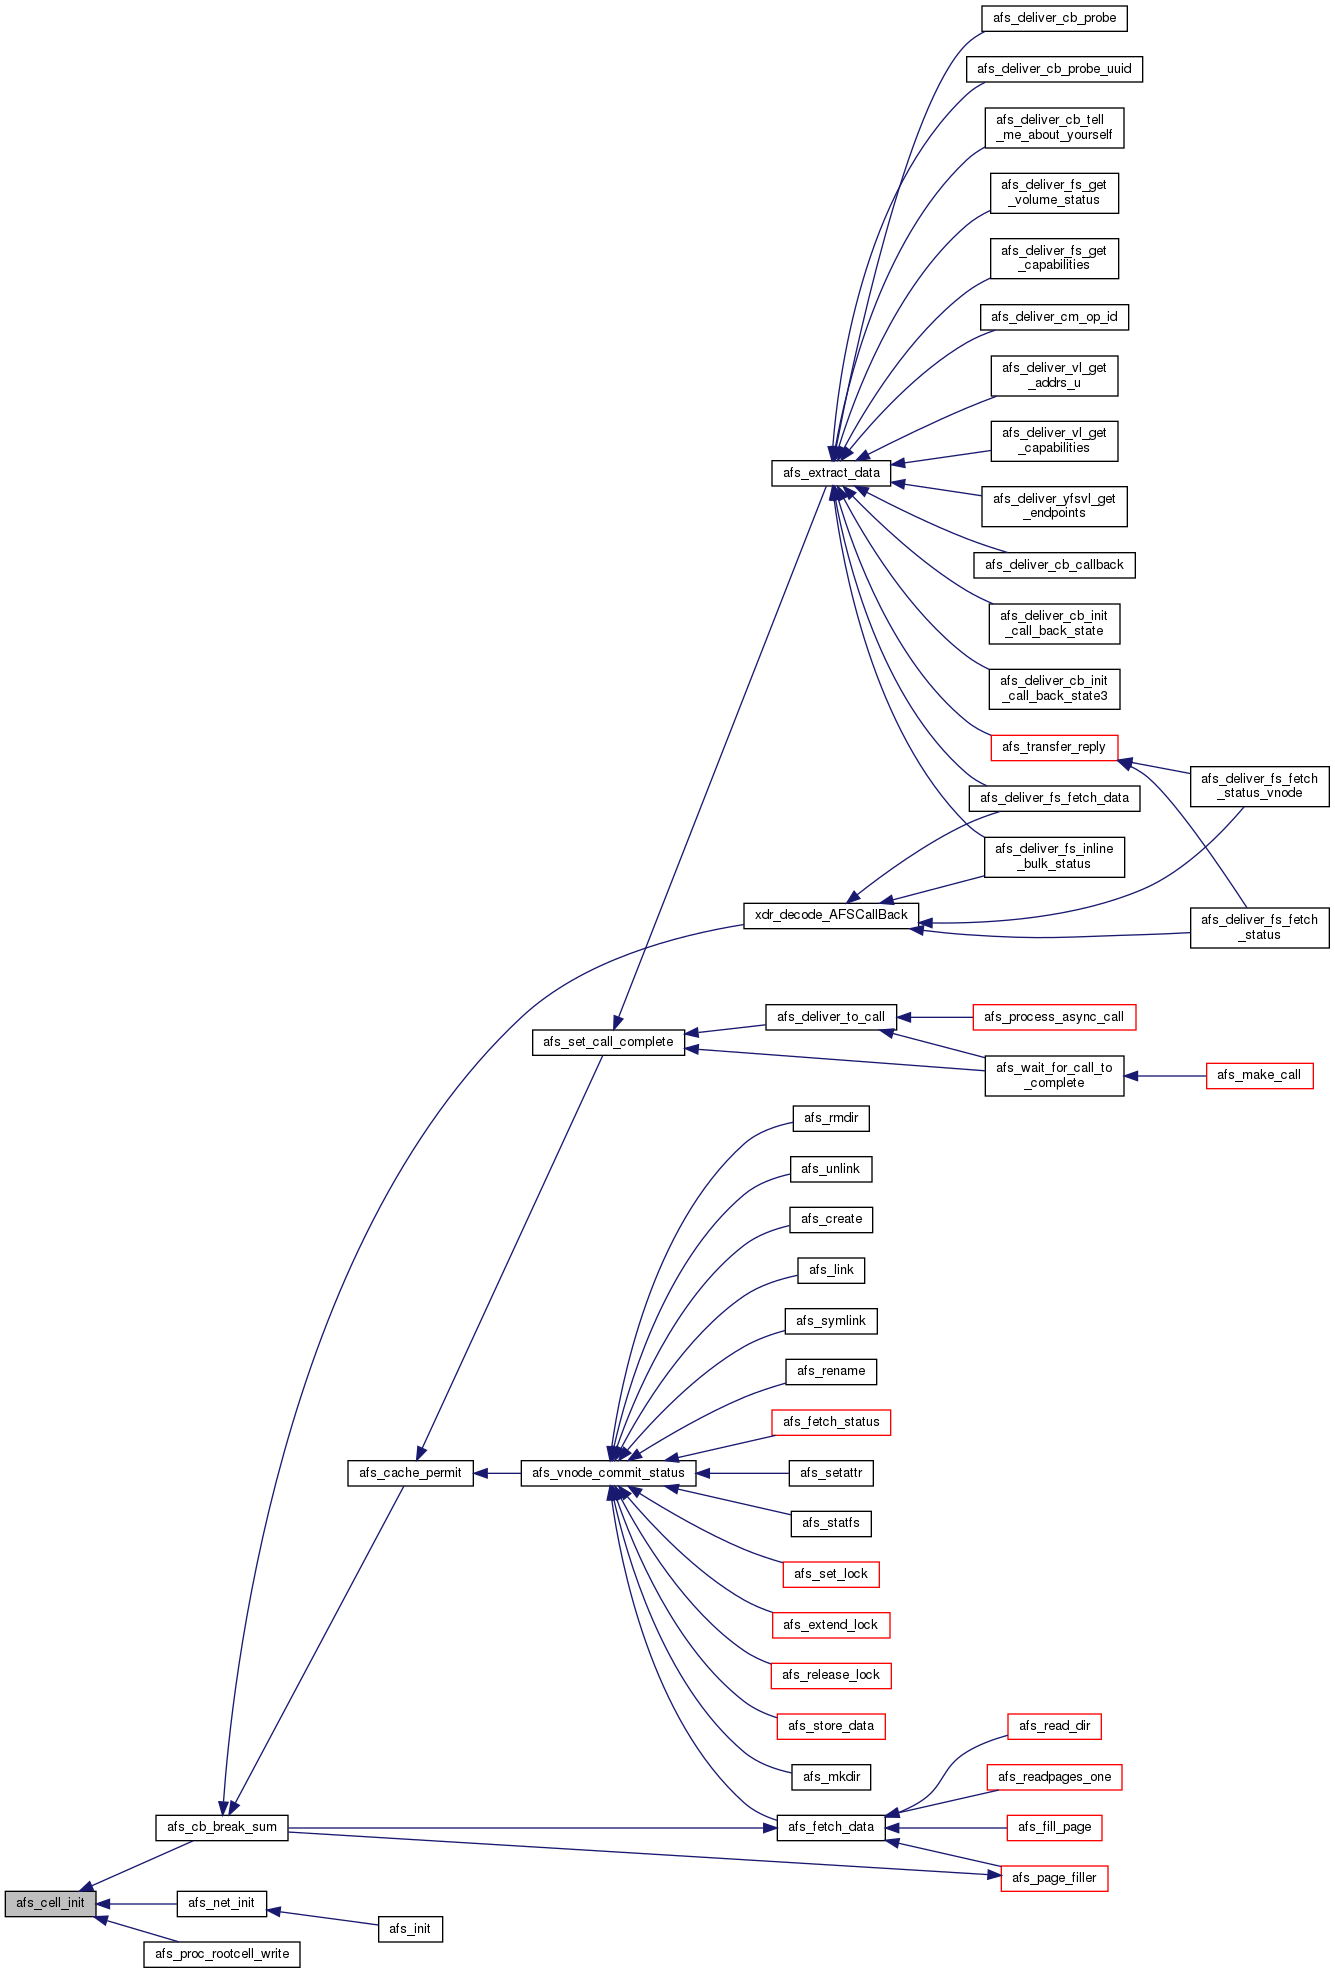 afs_deliver_cb_probe
afs_deliver_cb_probe_uuid
afs_deliver_cb_tell
_me_about_yourself
afs_deliver_fs_get
_volume_status
afs_deliver_fs_get
_capabilities
afs_deliver_cm_op_id
afs_deliver_vl_get
_addrs_u
afs_deliver_vl_get
_capabilities
afs_extract_data
afs_deliver_yfsvl_get
_endpoints
afs_deliver_cb_callback
afs_deliver_cb_init
_call_back_state
afs_deliver_cb_init
_call_back_state3
afs_transfer_reply
afs_deliver_fs_fetch
_status_vnode
afs_deliver_fs_fetch_data
afs_deliver_fs_inline
_bulk_status
xdr_decode_AFSCallBack
afs_deliver_fs_fetch
_status
afs_deliver_to_call
afs_process_async_call
afs_set_call_complete
afs_wait_for_call_to
_complete
afs_make_call
afs_rmdir
afs_unlink
afs_create
afs_link
afs_symlink
afs_rename
afs_fetch_status
afs_cache_permit
afs_vnode_commit_status
afs_setattr
afs_statfs
afs_set_lock
afs_extend_lock
afs_release_lock
afs_store_data
afs_read_dir
afs_mkdir
afs_readpages_one
afs_cb_break_sum
afs_fetch_data
afs_fill_page
afs_page_filler
afs_cell_init
afs_net_init
afs_init
afs_proc_rootcell_write